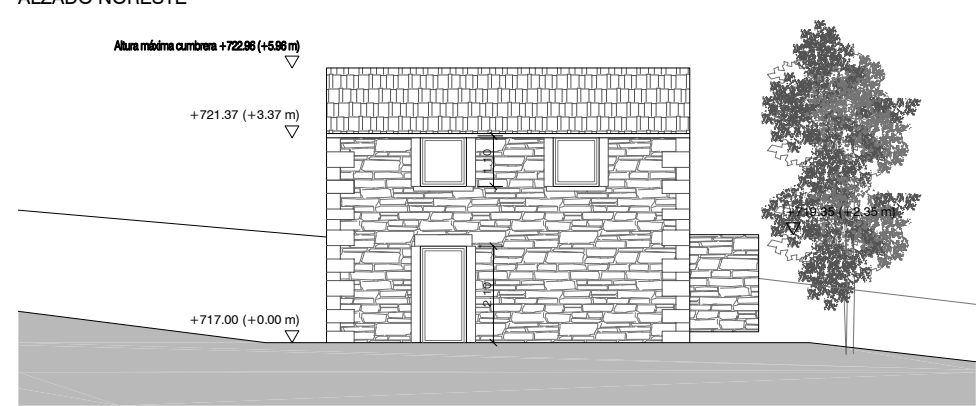 ALZADO NORESTE
Altura máxima cumbrera +722.96 (+5.96 m)
+721.37 (+3.37 m)
1.10
+719.35 (+2.35 m)
2.10
+717.00 (+0.00 m)